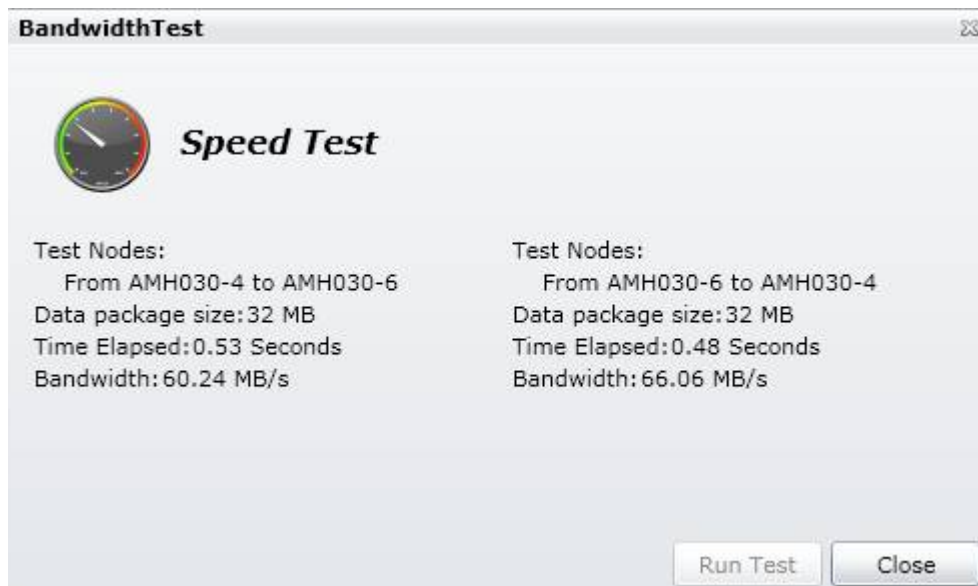 BandwidthTest
Speed Test
Test Nodes:
From AMH030-4 to AMH030-6
Data package size:32 MB
Time Elapsed:0.53 Seconds
Bandwidth:60.24 MB/s
Test Nodes:
From AMH030-6 to AMH030-4
Data package size:32 MB
Time Elapsed:0.48 Seconds
Bandwidth:66.06 MB/s
Run Test
Close